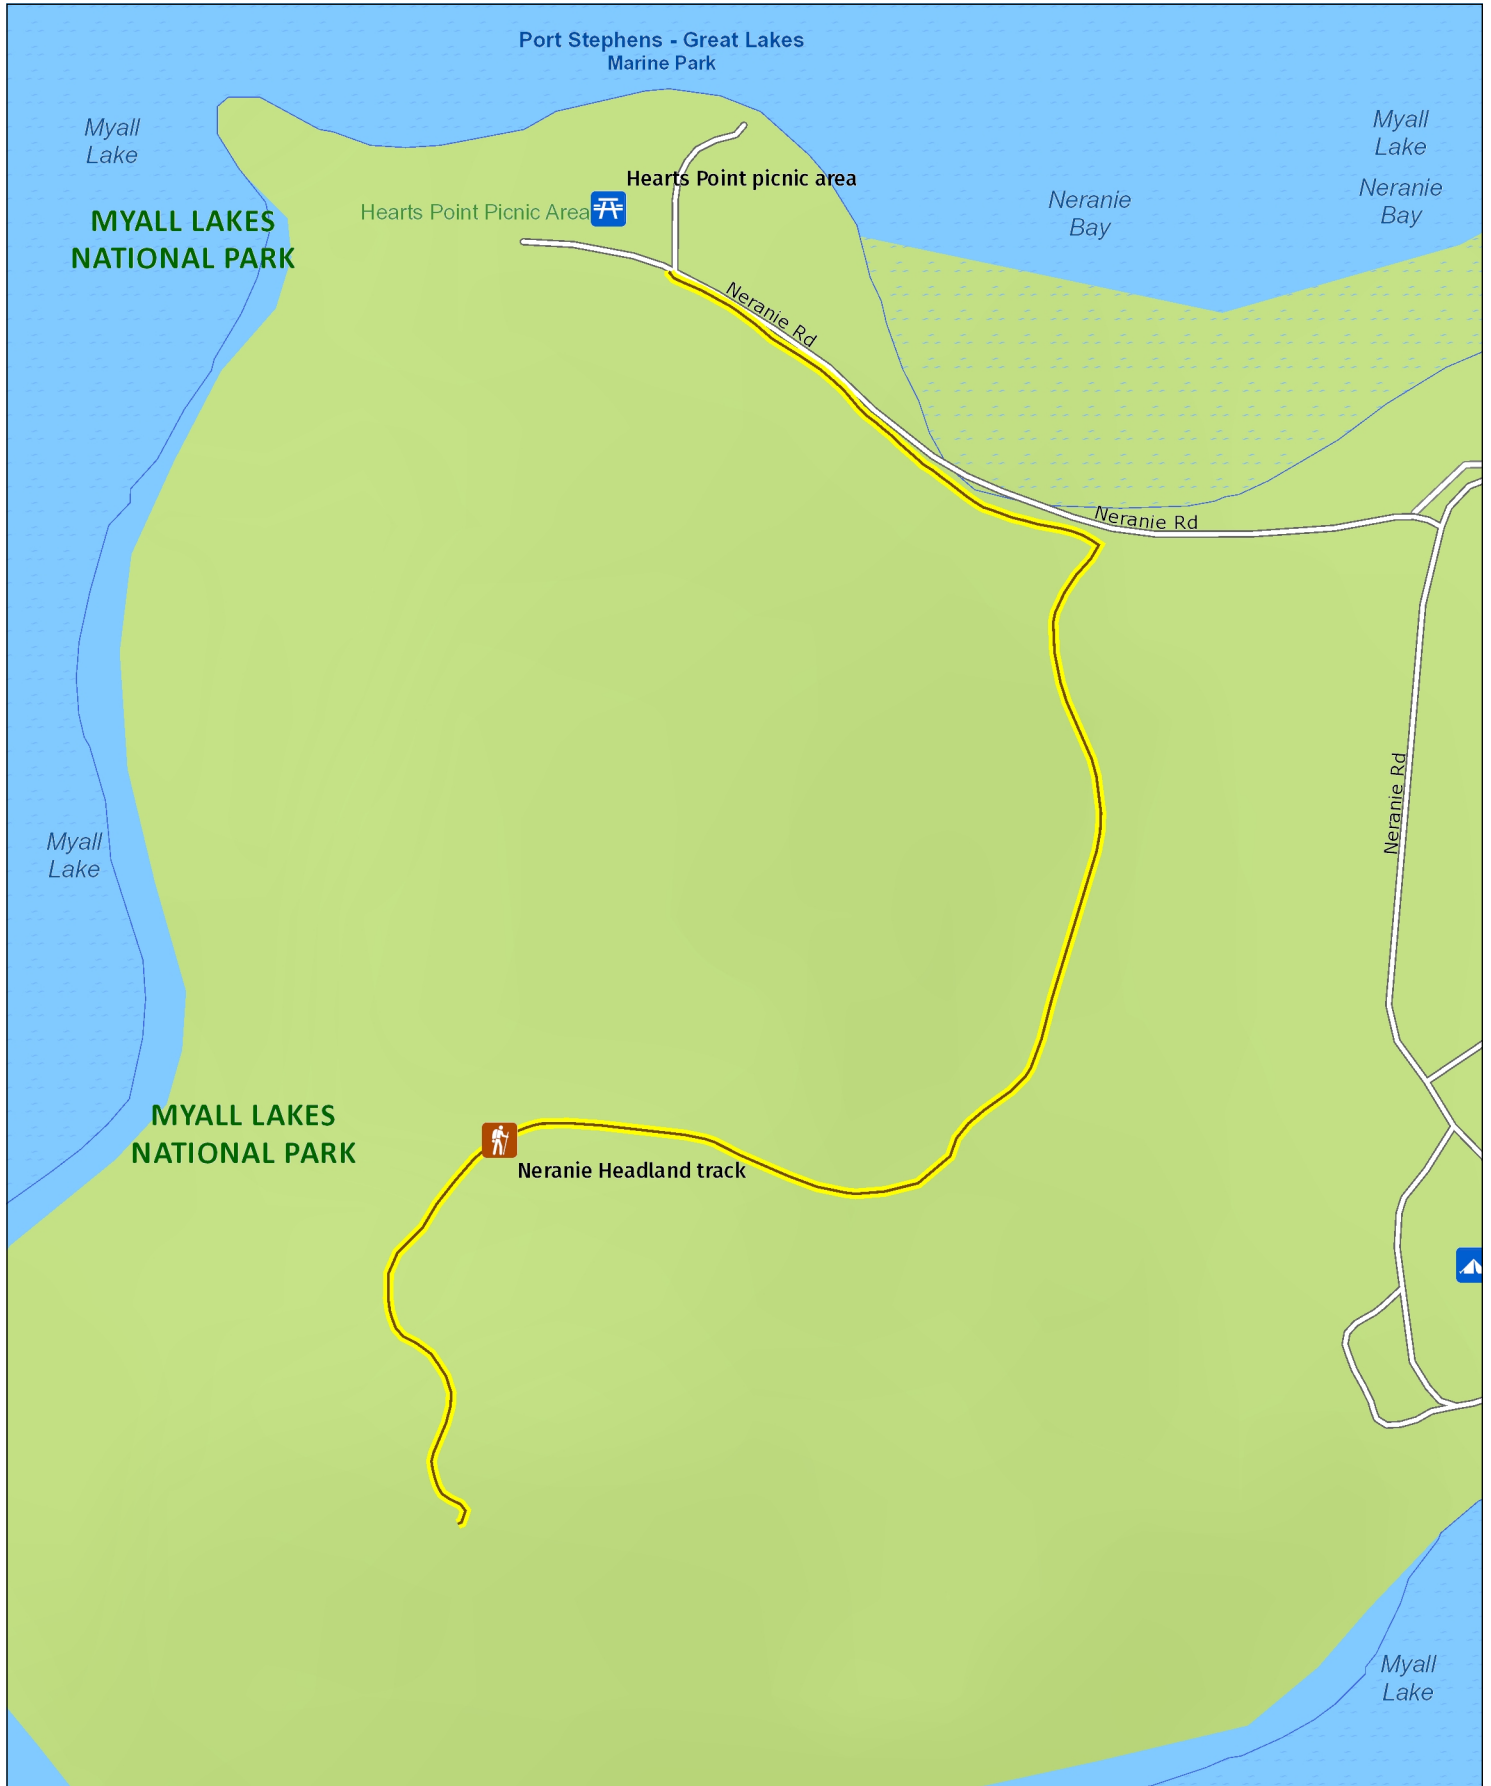 Port Stephens - Great Lakes
Marine Park
Myall
Lake
Myall
Lake
Hearts Point picnic area
Neranie
Bay
Neranie
Bay
MYALL LAKES
NATIONAL PARK
Hearts Point Picnic Area
Neranie Rd
Neranie Rd
Neranie Rd
Myall
Lake
MYALL LAKES
NATIONAL PARK
Neranie Headland track
Myall
Lake